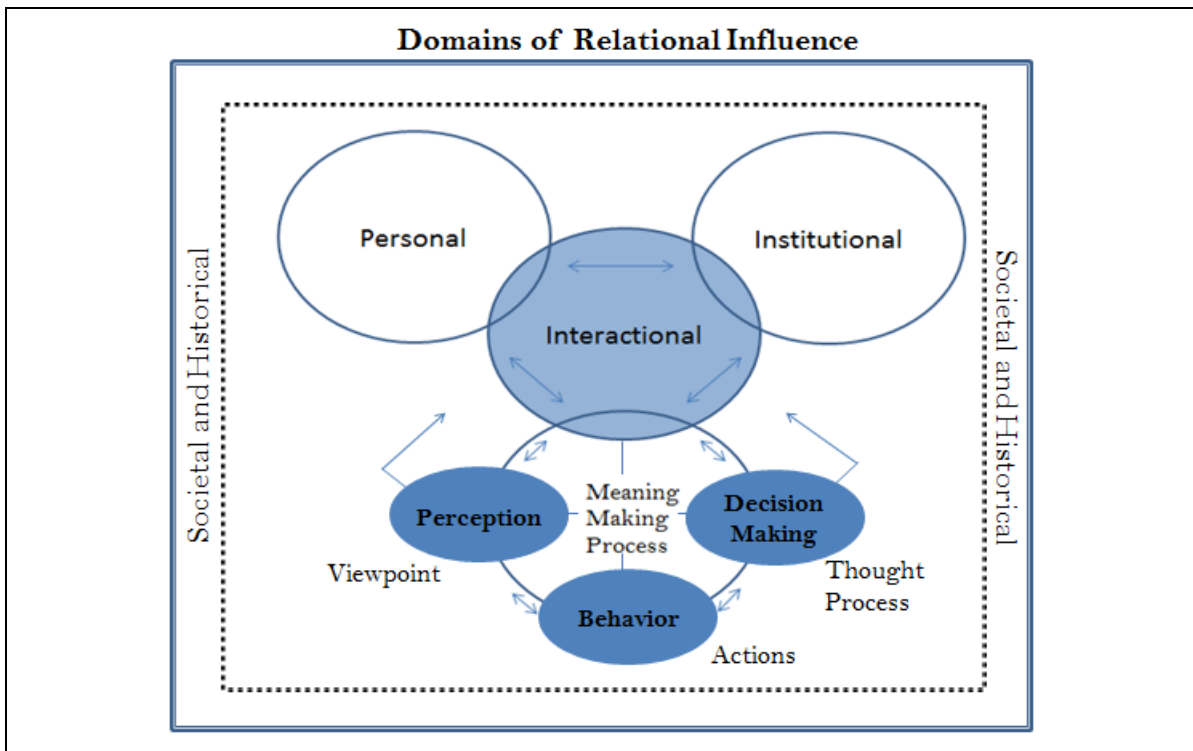 Domains of Relational Influence
Societal and Historical
Personal
Institutional
Interactional
Societal and Historical
Perception
Meaning
Making
Process
Decision
Making
Viewpoint
Thought
Process
Behavior
Actions